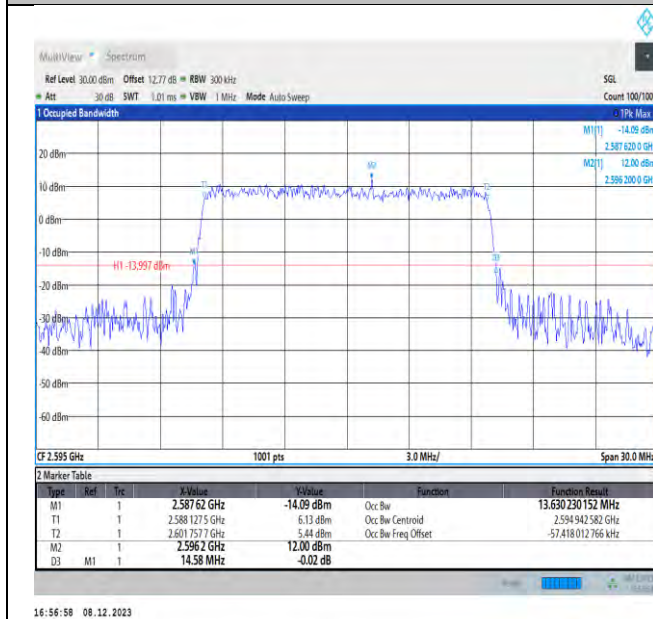 MultiView Spectrum
Ref Level 30.00 dBm Offset 12.77 dB RBW 300 kHz SGL
Att 30 dB SWT 1.01 ms VBW 1 MHz Mode Auto Sweep Count 100/100
1 Occupied Bandwidth 1Pk Max
M1[1] -14.09 dBm
2.587 620 0 GHz
20 dBm M2[1] 12.00 dBm
2.596 200 0 GHz
M2
10 dBm T1 T2
0 dBm
-10 dBm M1 D3
H1 -13.997 dBm
-20 dBm
-30 dBm
-40 dBm
-50 dBm
-60 dBm
CF 2.595 GHz 1001 pts 3.0 MHz/ Span 30.0 MHz
2 Marker Table
Type Ref Trc X-Value Y-Value Function Function Result
M1 1 2.587 62 GHz -14.09 dBm Occ Bw 13.630 230 152 MHz
T1 1 2.588 127 5 GHz 6.13 dBm Occ Bw Centroid 2.594 942 582 GHz
T2 1 2.601 757 7 GHz 5.44 dBm Occ Bw Freq Offset -57.418 012 766 kHz
M2 1 2.596 2 GHz 12.00 dBm
D3 M1 1 14.58 MHz -0.02 dB
16:56:58 08.12.2023